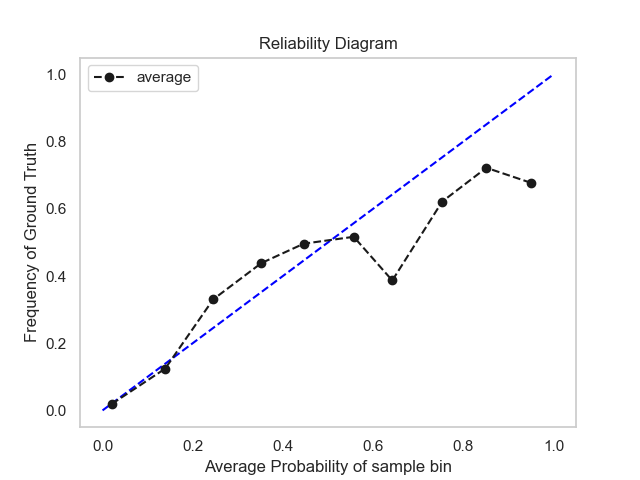 Reliability Diagram
average
Frequency of Ground Truth
1.0
0.8
0.6
0.4
0.2
0.0
0.0 0.2 0.4 0.6 0.8 1.0
Average Probability of sample bin